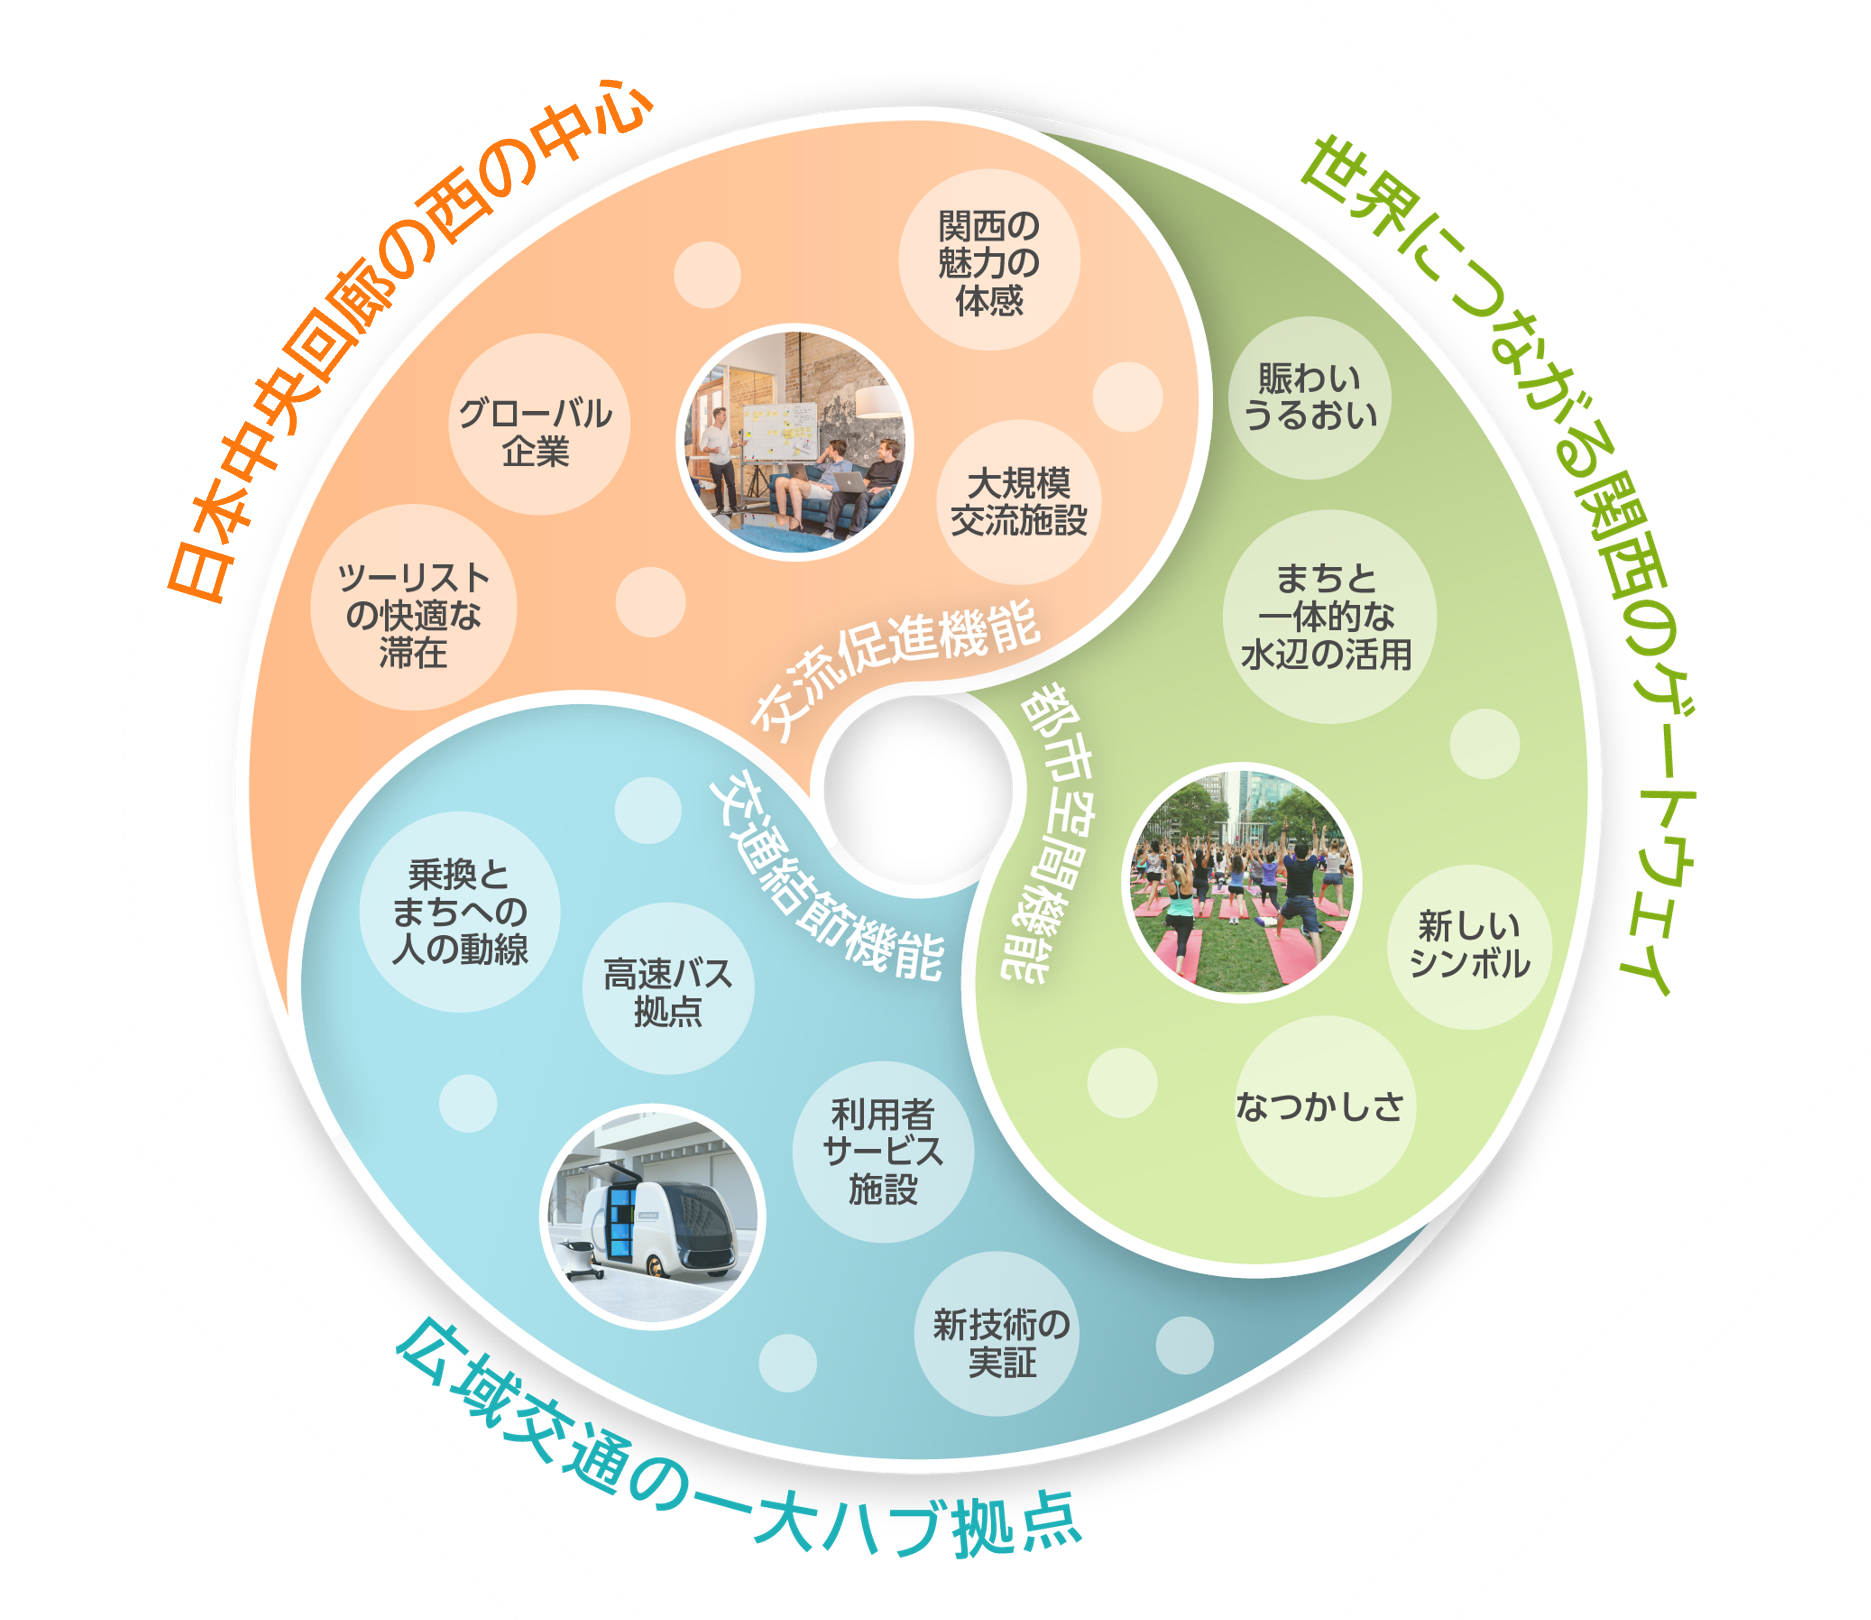 日本中央回廊の西の中心
世界につながる関西のゲートウェイ
広域交通の一大ハブ拠点
交流促進機能
関西の
魅力の
体感
グローバル
企業
大規模
交流施設
ツーリスト
の快適な
滞在
都市空間機能
賑わい
うるおい
まちと
一体的な
水辺の活用
新しい
シンボル
なつかしさ
交通結節機能
乗換と
まちへの
人の動線
高速バス
拠点
利用者
サービス
施設
新技術の
実証